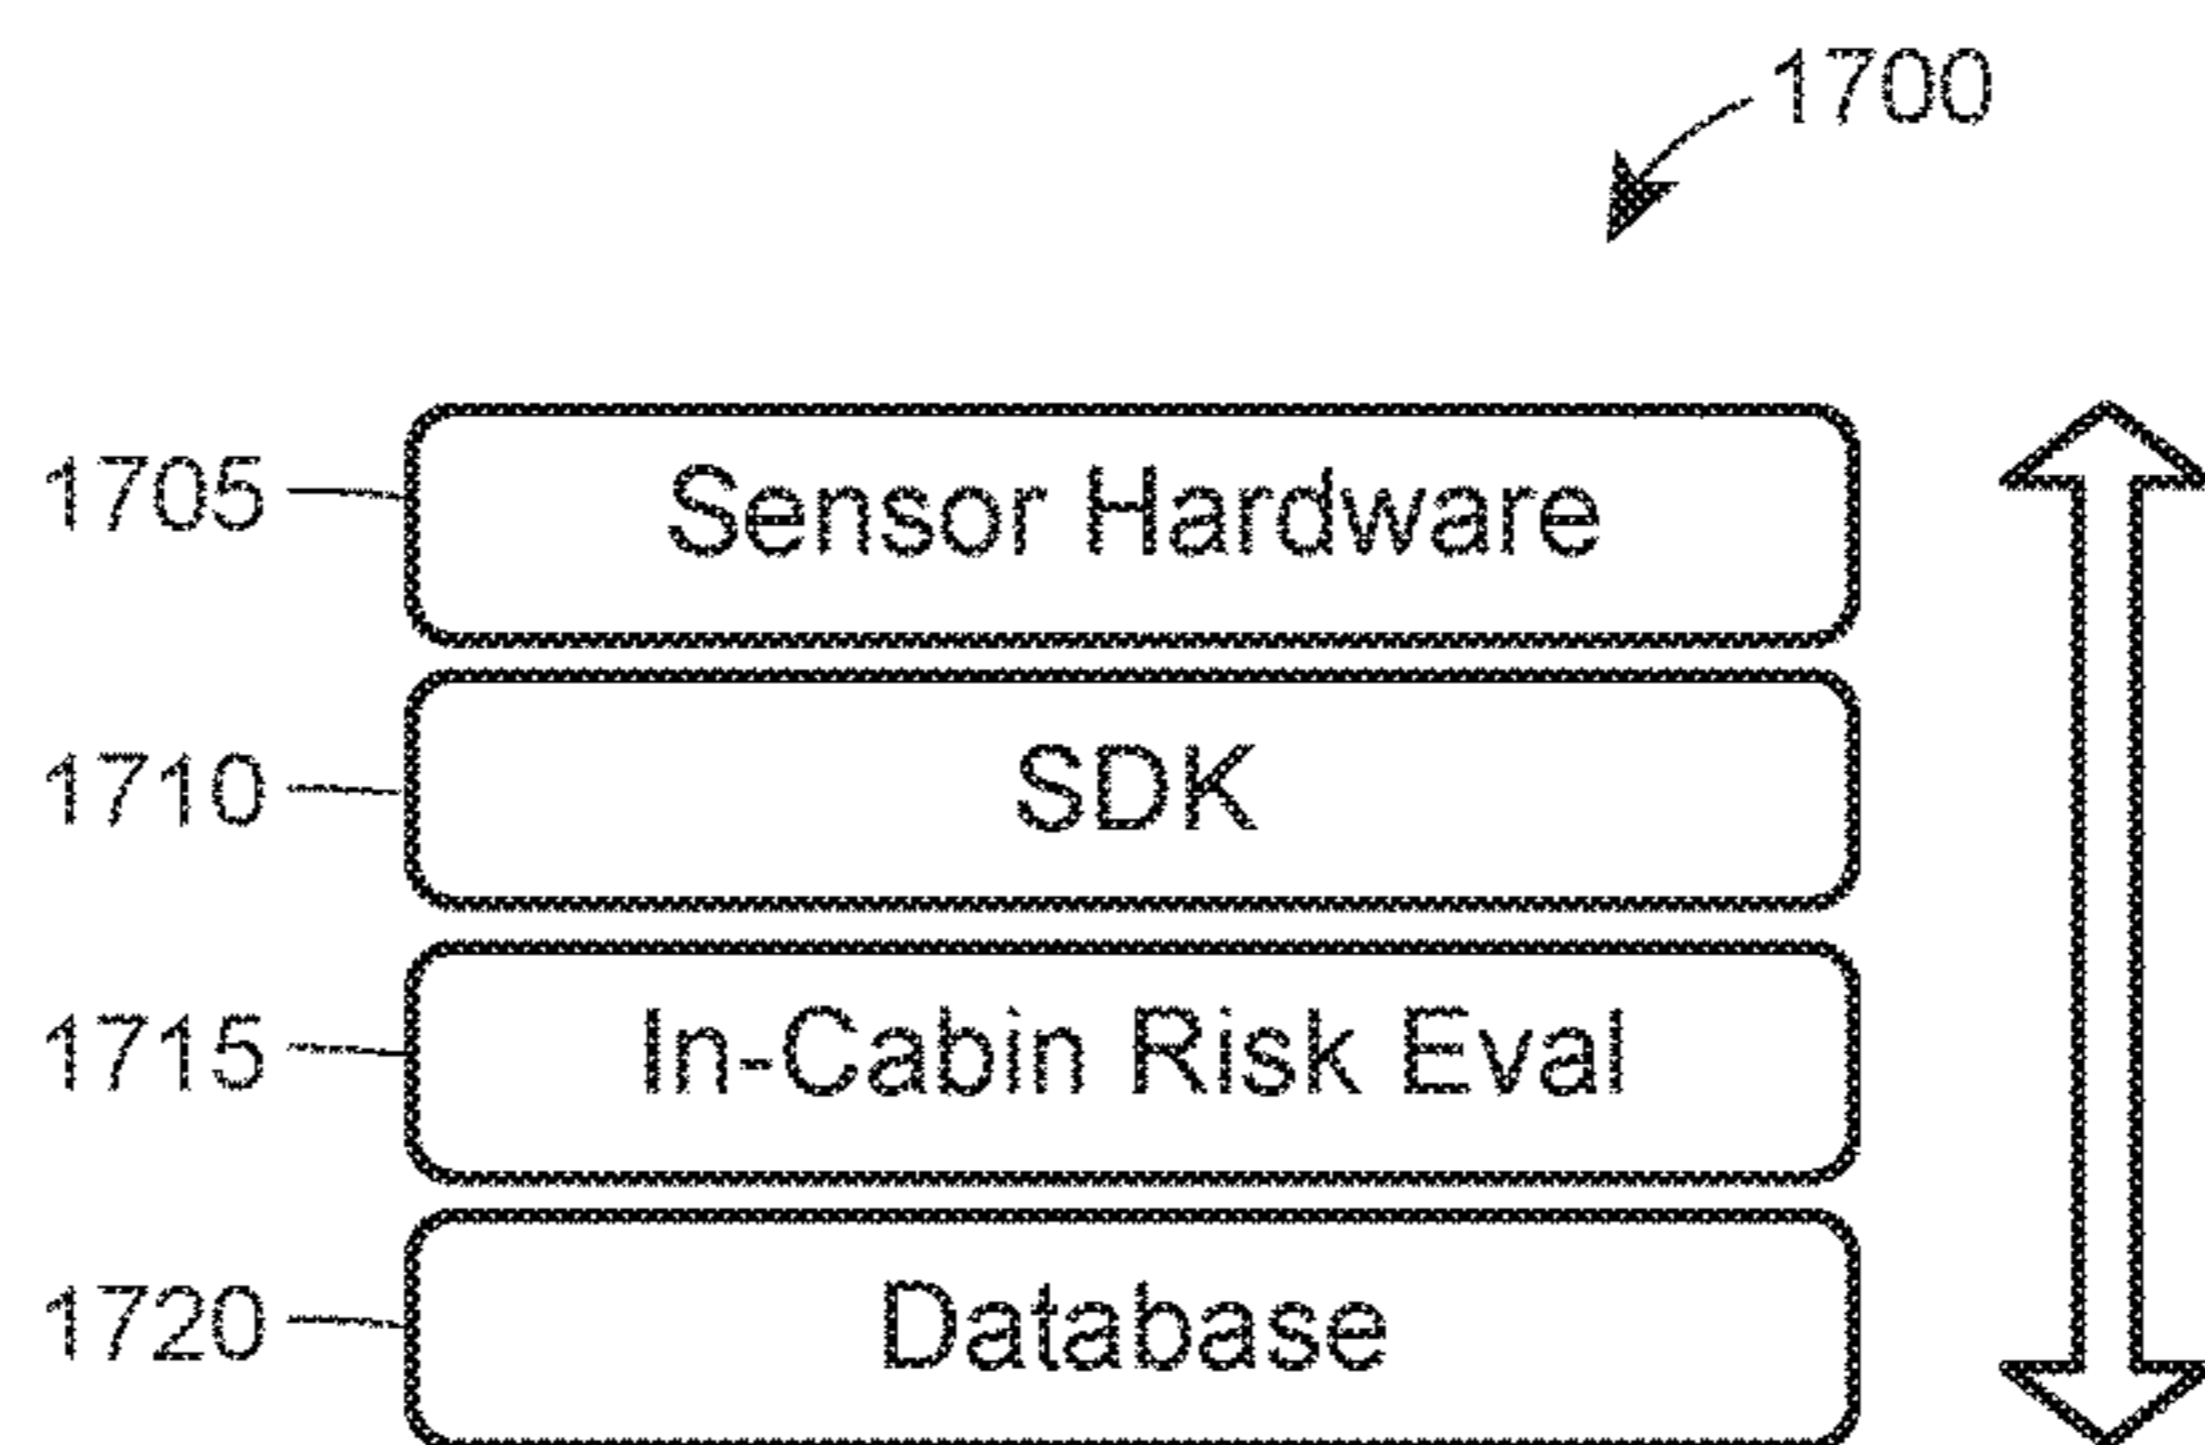 1700
1705 Sensor Hardware
1710 SDK
1715 In-Cabin Risk Eval
1720 Database